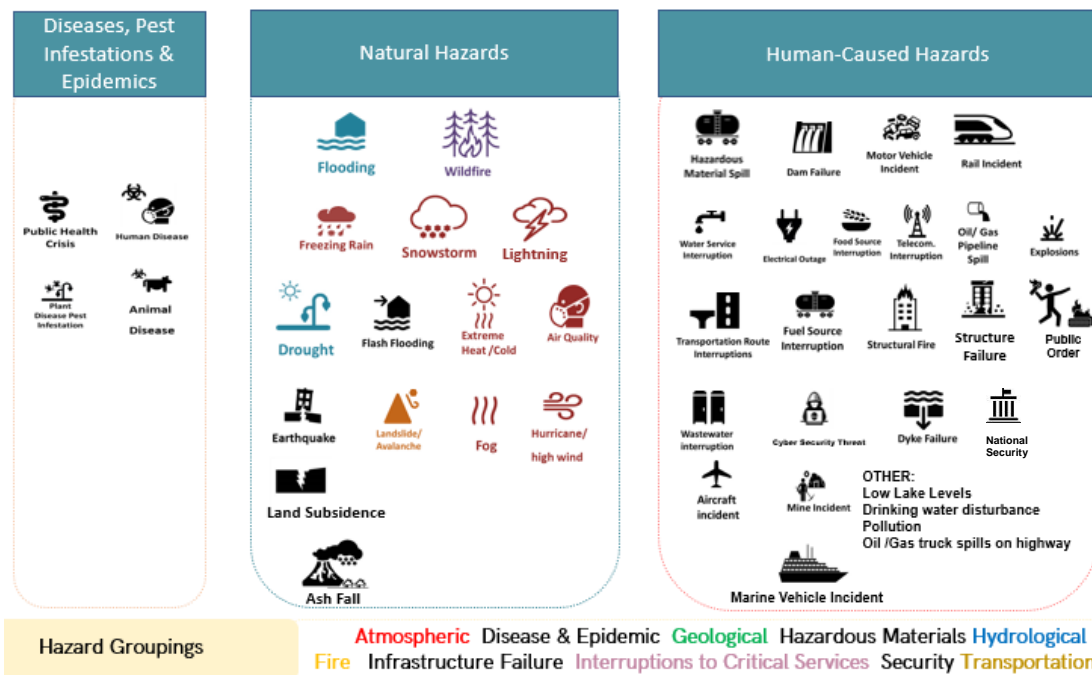 Diseases, Pest
Infestations &
Epidemics
Natural Hazards
Human-Caused Hazards
Public Health
Crisis
Human Disease
Plant
Disease Pest
Infestation
Animal
Disease
Flooding
Wildfire
Freezing Rain
Snowstorm
Lightning
Drought
Flash Flooding
Extreme
Heat /Cold
Air Quality
Earthquake
Landslide/
Avalanche
Fog
Hurricane/
high wind
Land Subsidence
Ash Fall
Hazardous
Material Spill
Dam Failure
Motor Vehicle
Incident
Rail Incident
Water Service
Interruption
Electrical Outage
Food Source
Interruption
Telecom.
Interruption
Oil/ Gas
Pipeline
Spill
Explosions
Transportation Route
Interruptions
Fuel Source
Interruption
Structural Fire
Structure
Failure
Public
Order
Wastewater
interruption
Cyber Security Threat
Dyke Failure
National
Security
Aircraft
incident
Mine Incident
OTHER:
Low Lake Levels
Drinking water disturbance
Pollution
Oil /Gas truck spills on highway
Marine Vehicle Incident
Hazard Groupings
Atmospheric Disease & Epidemic Geological Hazardous Materials Hydrological
Fire Infrastructure Failure Interruptions to Critical Services Security Transportation